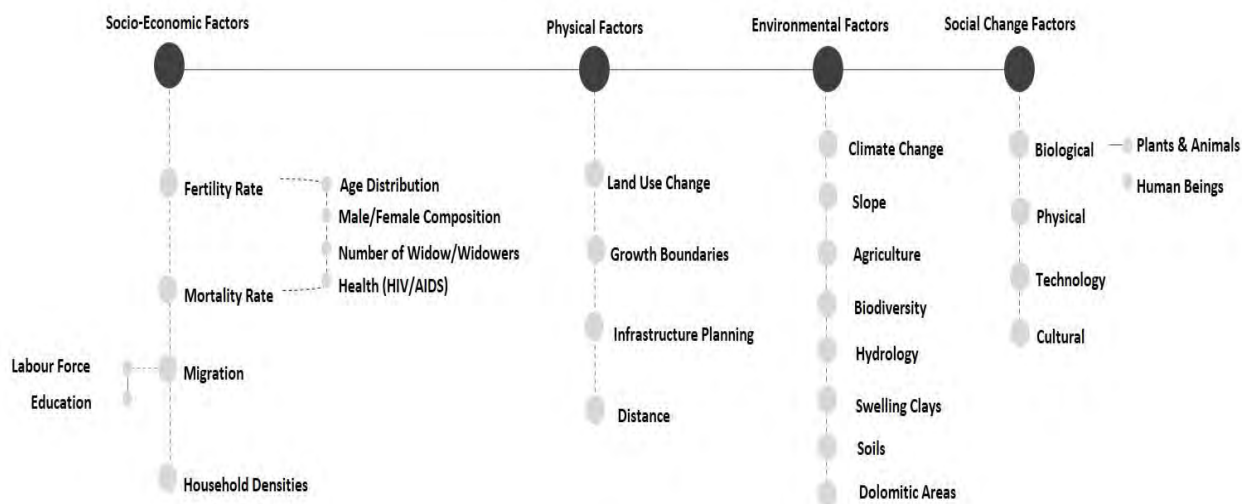 Socio-Economic Factors
Physical Factors
Environmental Factors
Social Change Factors
Fertility Rate
Age Distribution
Male/Female Composition
Number of Widow/Widowers
Health (HIV/AIDS)
Mortality Rate
Labour Force
Migration
Education
Household Densities
Land Use Change
Growth Boundaries
Infrastructure Planning
Distance
Climate Change
Slope
Agriculture
Biodiversity
Hydrology
Swelling Clays
Soils
Dolomitic Areas
Biological
Plants & Animals
Human Beings
Physical
Technology
Cultural